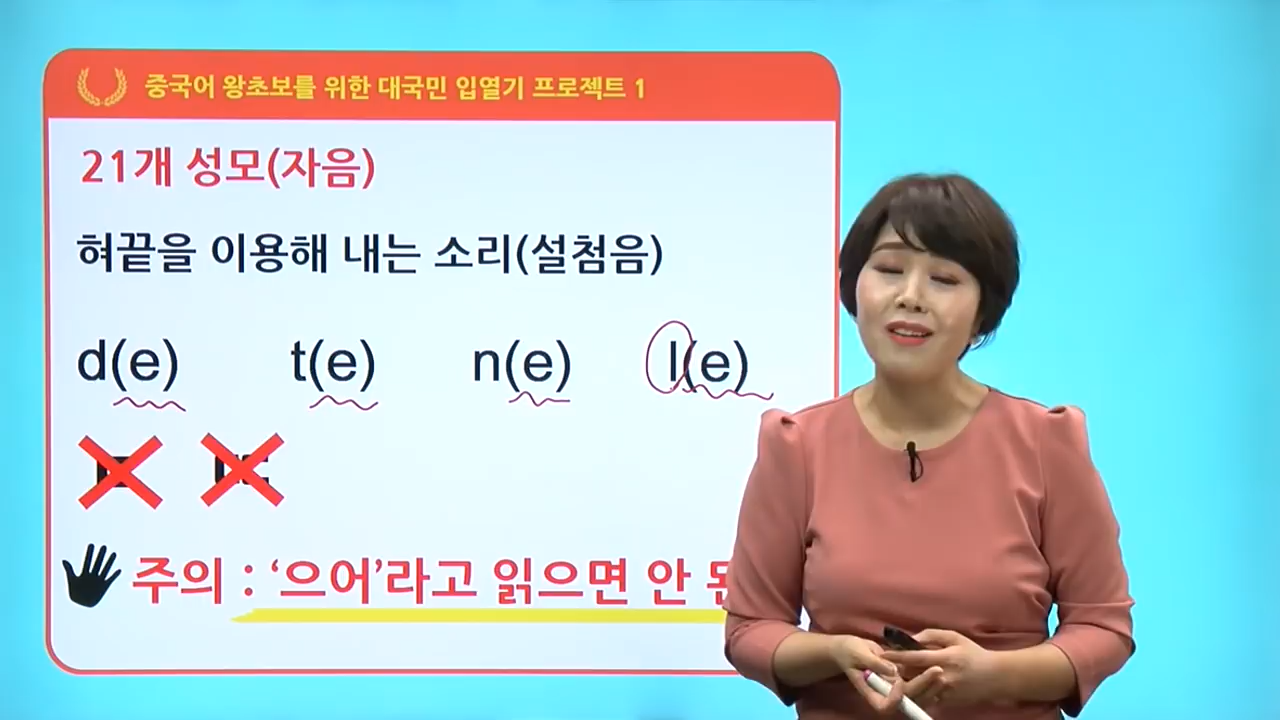 중국어 왕초보를 위한 대국민 입열기 프로젝트 1
21개 성모(자음)
혀끝을 이용해 내는 소리(설첨음)
d(e) t(e) n(e) l(e)
주의 : ‘으어’라고 읽으면 안